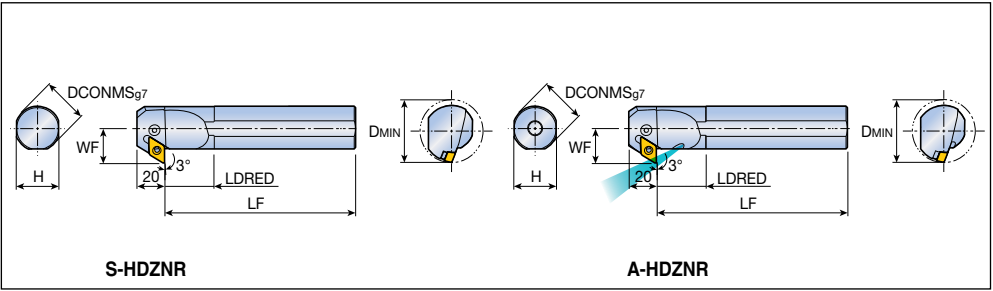 DCONMSg7
WF
H
20
3°
LDRED
LF
DMIN
S-HDZNR
DCONMSg7
WF
H
20
3°
LDRED
LF
DMIN
A-HDZNR